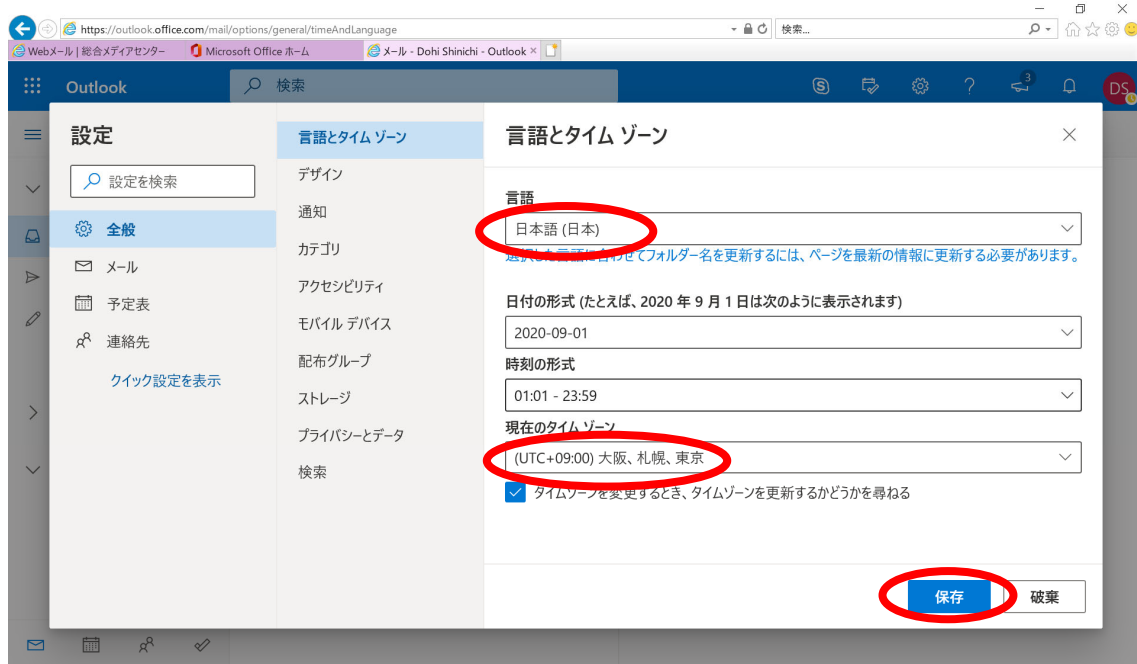 https://outlook.office.com/mail/options/general/timeAndLanguage
検索...
Webメール | 総合メディアセンター
Microsoft Office ホーム
メール - Dohi Shinichi - Outlook
Outlook
検索
3
DS
設定
設定を検索
全般
メール
予定表
連絡先
クイック設定を表示
言語とタイム ゾーン
デザイン
通知
カテゴリ
アクセシビリティ
モバイル デバイス
配布グループ
ストレージ
プライバシーとデータ
検索
言語とタイム ゾーン
言語
日本語 (日本)
選択した言語に合わせてフォルダー名を更新するには、ページを最新の情報に更新する必要があります。
日付の形式 (たとえば、2020 年 9 月 1 日は次のように表示されます)
2020-09-01
時刻の形式
01:01 - 23:59
現在のタイム ゾーン
(UTC+09:00) 大阪、札幌、東京
タイムゾーンを変更するとき、タイムゾーンを更新するかどうかを尋ねる
保存
破棄